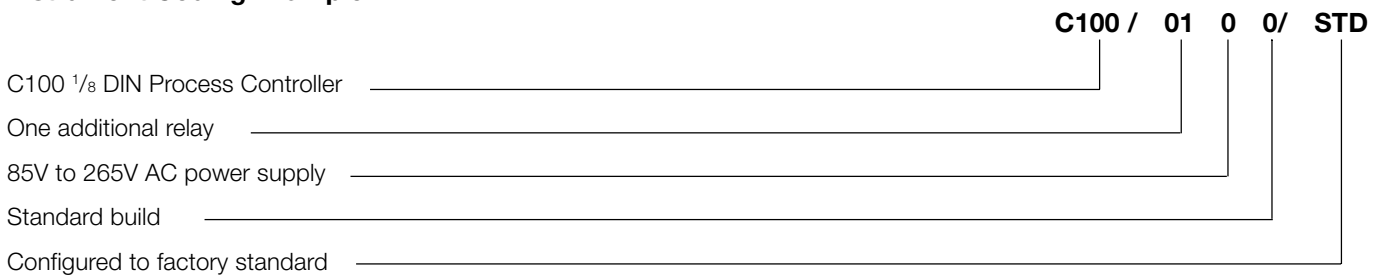 C100 / 01 0 0/ STD
C100 1/8 DIN Process Controller
One additional relay
85V to 265V AC power supply
Standard build
Configured to factory standard